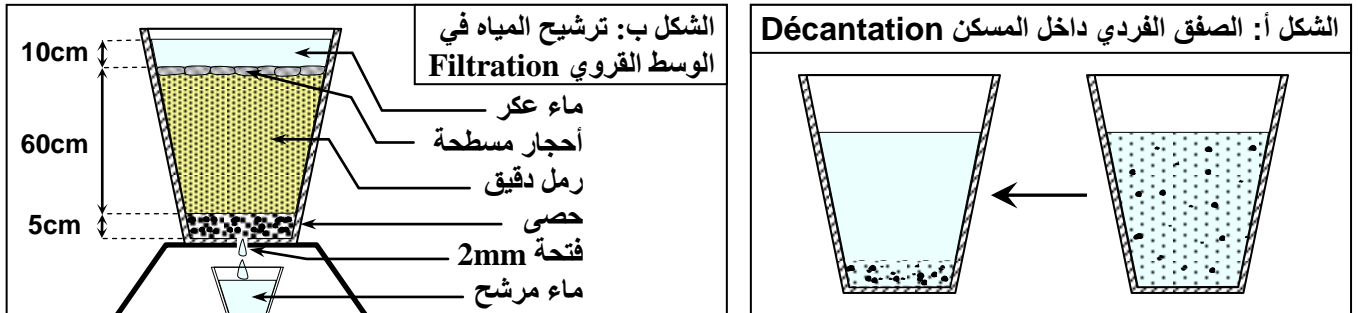 الشكل أ: الصفق الفردي داخل المسكن Décantation
الشكل ب: ترشيح المياه في
الوسط القروي Filtration
ماء عكر
أحجار مسطحة
رمل دقيق
حصى
فتحة 2mm
ماء مرشح
10cm
60cm
5cm